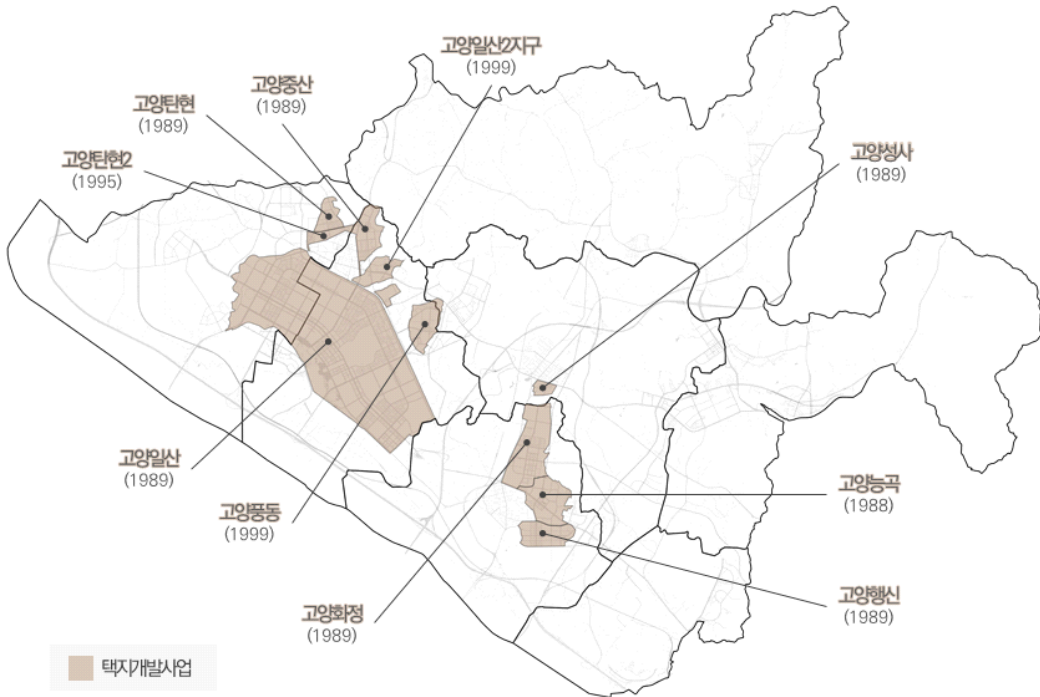 고양일산2지구
(1999)
고양중산
(1989)
고양탄현
(1989)
고양탄현2
(1995)
고양성사
(1989)
고양일산
(1989)
고양풍동
(1999)
고양능곡
(1988)
고양화정
(1989)
고양행신
(1989)
택지개발사업